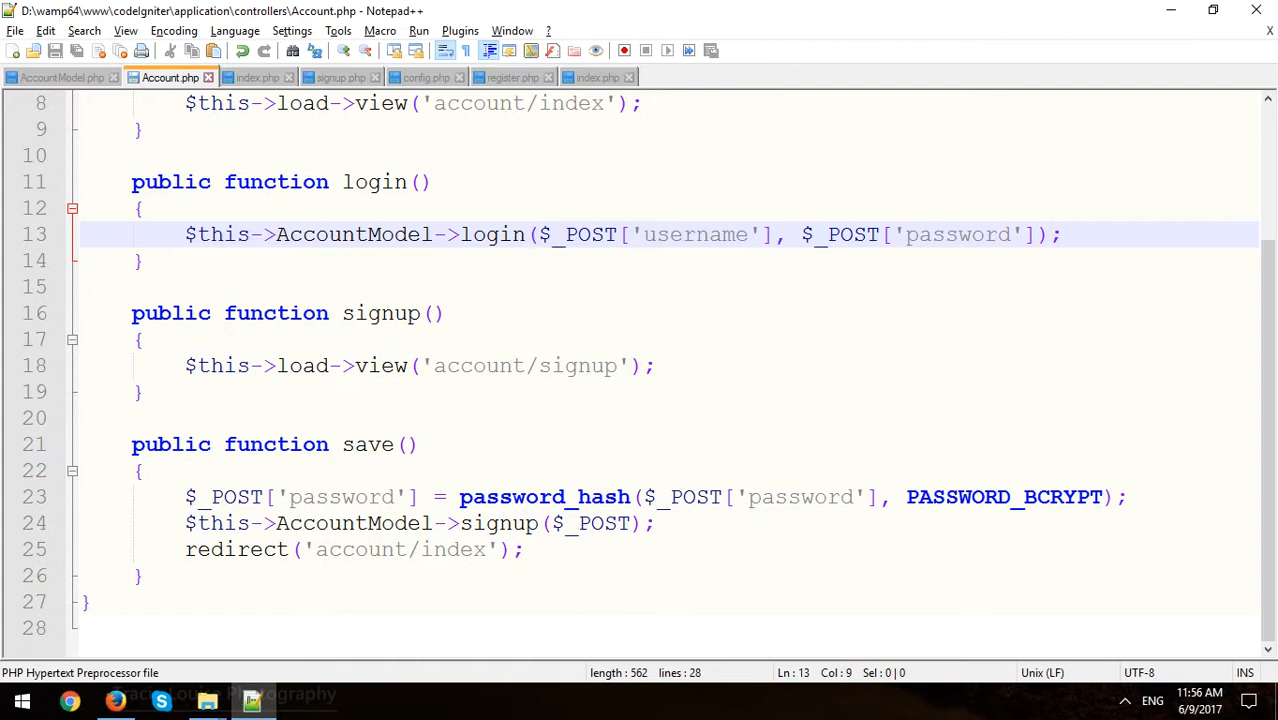 D:\wamp64\www\codeIgniter\application\controllers\Account.php - Notepad++
File Edit Search View Encoding Language Settings Tools Macro Run Plugins Window ? X
AccountModel.php Account.php index.php signup.php config.php register.php index.php
8 $this->load->view('account/index');
9 }
10
11 public function login()
12 {
13 $this->AccountModel->login($_POST['username'], $_POST['password']);
14 }
15
16 public function signup()
17 {
18 $this->load->view('account/signup');
19 }
20
21 public function save()
22 {
23 $_POST['password'] = password_hash($_POST['password'], PASSWORD_BCRYPT);
24 $this->AccountModel->signup($_POST);
25 redirect('account/index');
26 }
27 }
28
PHP Hypertext Preprocessor file length : 562 lines : 28 Ln : 13 Col : 9 Sel : 0 | 0 Unix (LF) UTF-8 INS
Photography
ENG
11:56 AM
6/9/2017